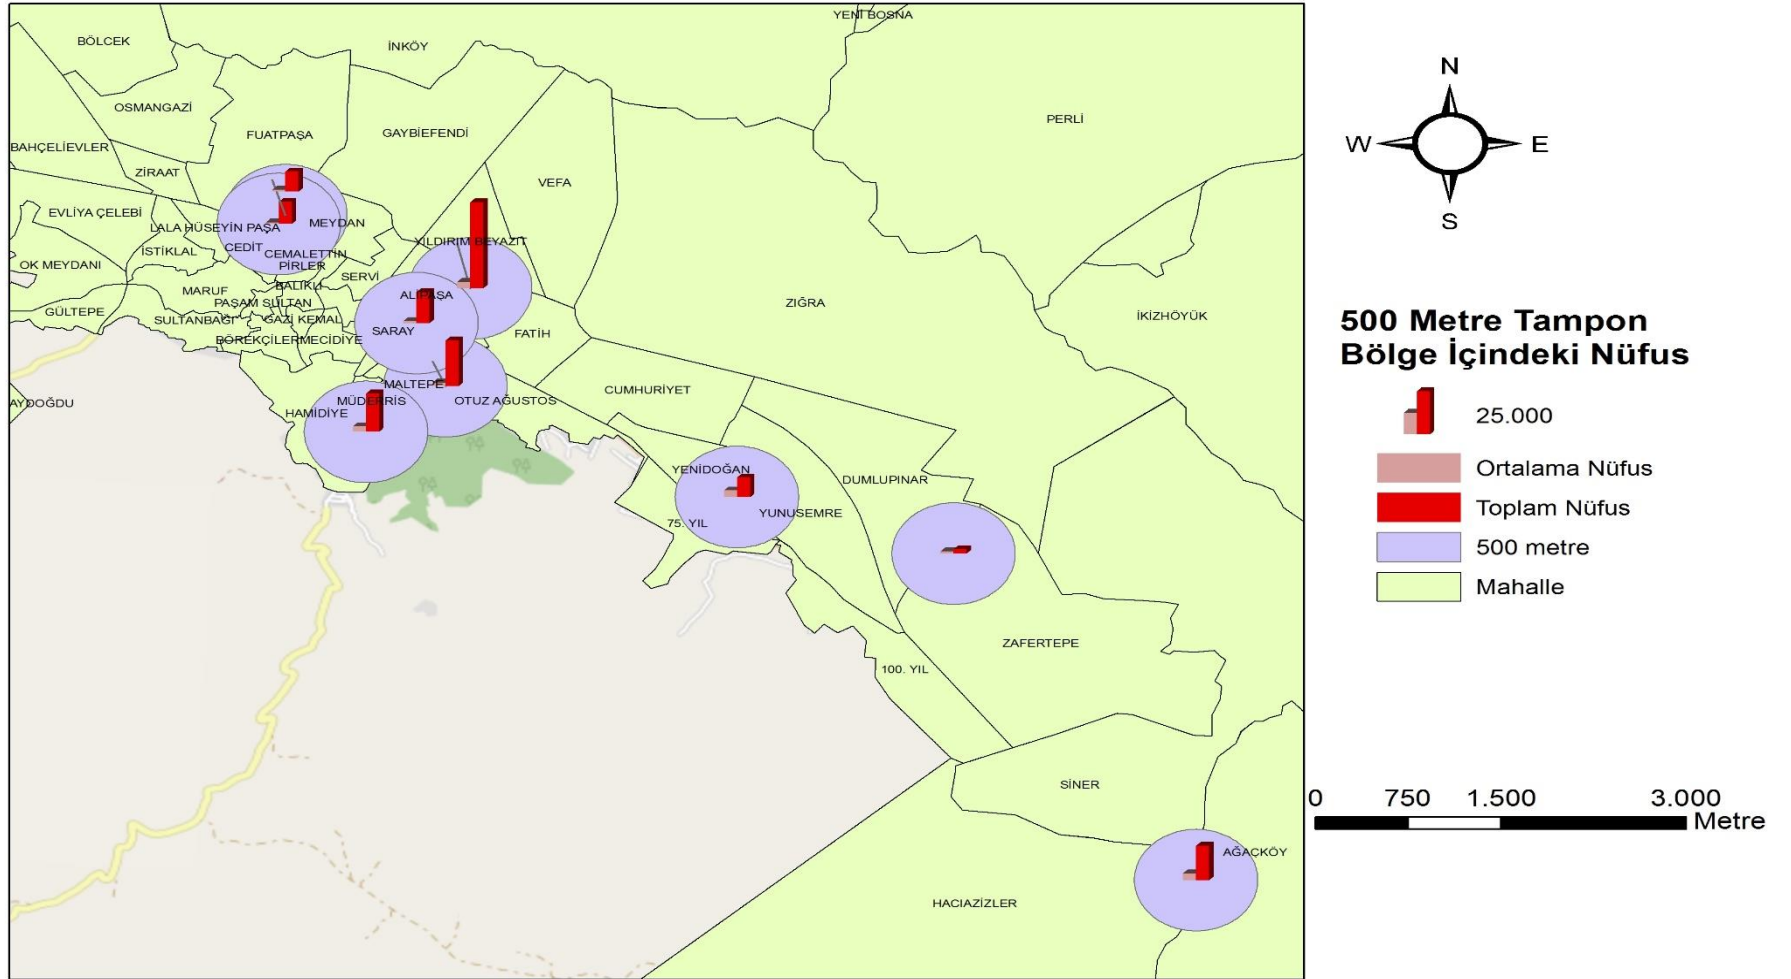 YENİ BOSNA
BÖLCEK
İNKÖY
OSMANGAZİ
PERLİ
FUATPAŞA
GAYBİEFENDİ
BAHÇELİEVLER
ZİRAAT
VEFA
EVLİYA ÇELEBİ
LALA HÜSEYİN PAŞA
MEYDAN
CEDİT
İSTİKLAL
CEMALETTİN
PİRLER
YILDIRIM BEYAZIT
OK MEYDANI
SERVİ
MARUF
BALIKLI
ALİPAŞA
PAŞAM SULTAN
ZIĞRA
İKİZHÖYÜK
GÜLTEPE
SULTANBAĞI
GAZİ KEMAL
SARAY
FATİH
BÖREKÇİLER
MECİDİYE
MALTEPE
CUMHURİYET
AYDOĞDU
HAMİDİYE
MÜDERRİS
OTUZ AĞUSTOS
YENİDOĞAN
DUMLUPINAR
YUNUSEMRE
75. YIL
ZAFERTEPE
100. YIL
SİNER
AĞAÇKÖY
HACIAZİZLER
N
W
E
S
500 Metre Tampon
Bölge İçindeki Nüfus
25.000
Ortalama Nüfus
Toplam Nüfus
500 metre
Mahalle
0 750 1.500 3.000
Metre